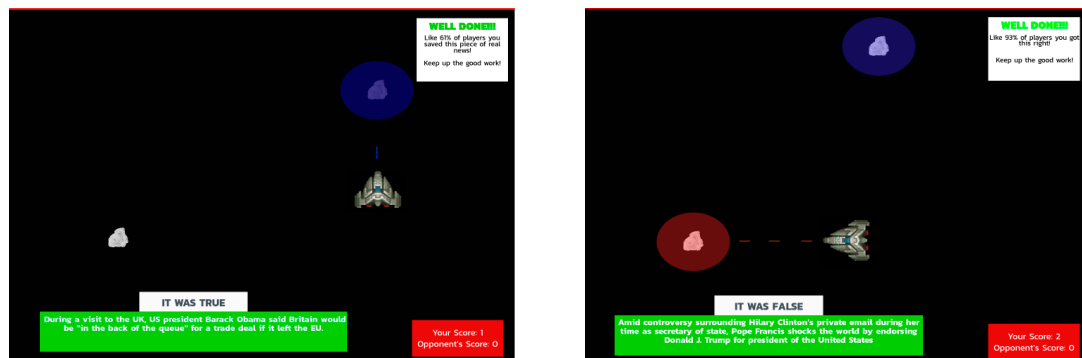 WELL DONE!!!
Like 61% of players you
saved this piece of real
news!
Keep up the good work!
IT WAS TRUE
During a visit to the UK, US president Barack Obama said Britain would
be "in the back of the queue" for a trade deal if it left the EU.
Your Score: 1
Opponent's Score: 0
WELL DONE!!!
Like 93% of players you got
this right!
Keep up the good work!
IT WAS FALSE
Amid controversy surrounding Hilary Clinton's private email during her
time as secretary of state, Pope Francis shocks the world by endorsing
Donald J. Trump for president of the United States
Your Score: 2
Opponent's Score: 0